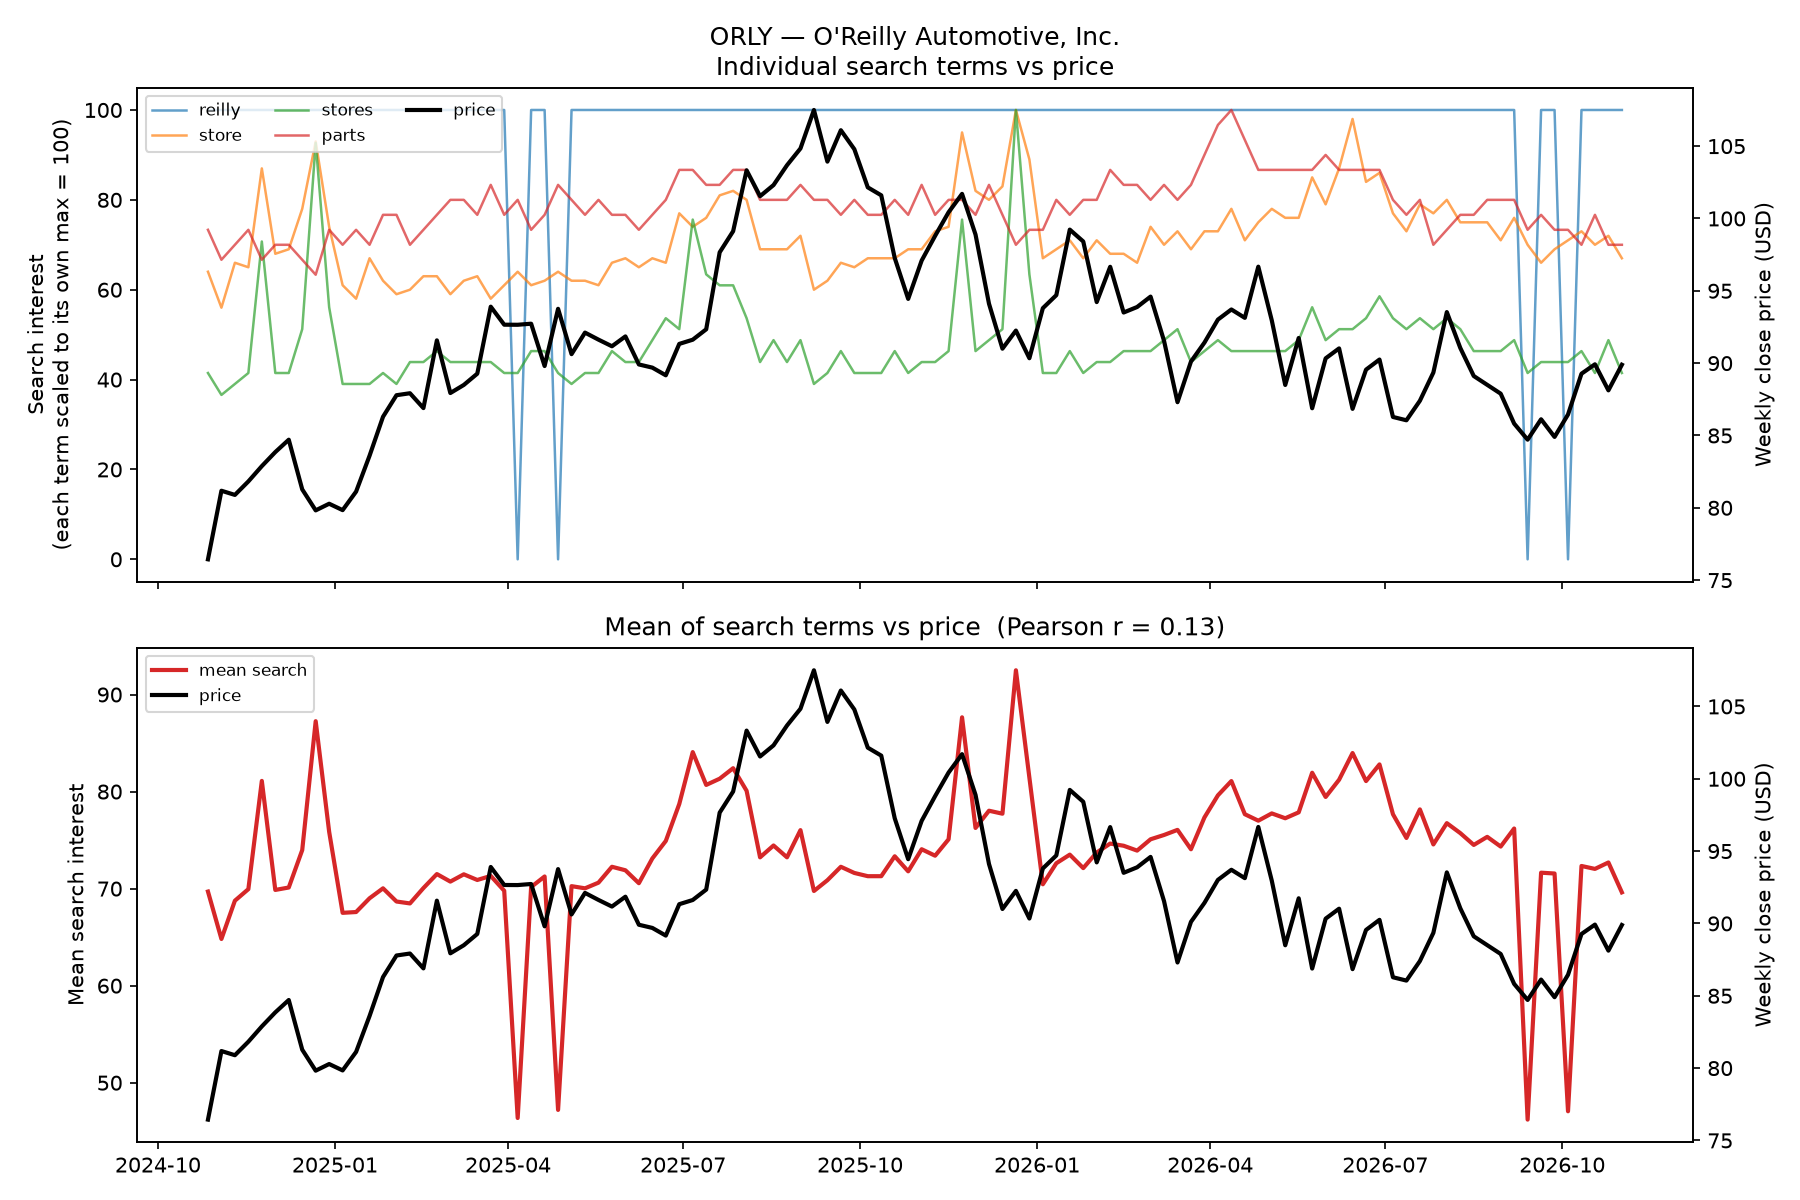 ORLY — O'Reilly Automotive, Inc.
Individual search terms vs price
reilly
store
stores
parts
price
Search interest
(each term scaled to its own max = 100)
100
80
60
40
20
0
105
100
95
90
85
80
75
Weekly close price (USD)
Mean of search terms vs price (Pearson r = 0.13)
mean search
price
Mean search interest
90
80
70
60
50
105
100
95
90
85
80
75
Weekly close price (USD)
2024-10
2025-01
2025-04
2025-07
2025-10
2026-01
2026-04
2026-07
2026-10